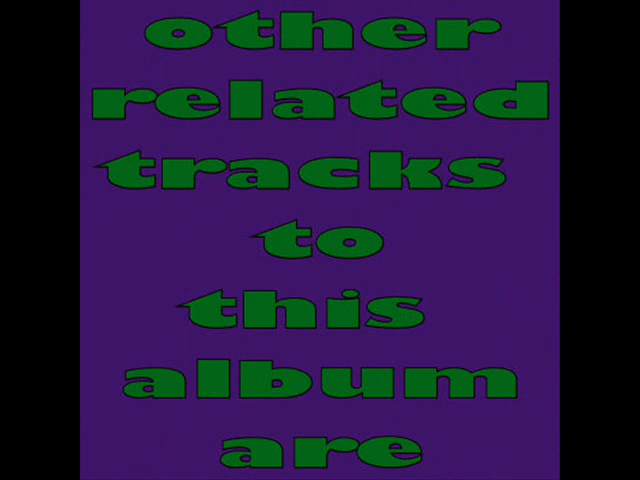 other
related
tracks
to
this
album
are